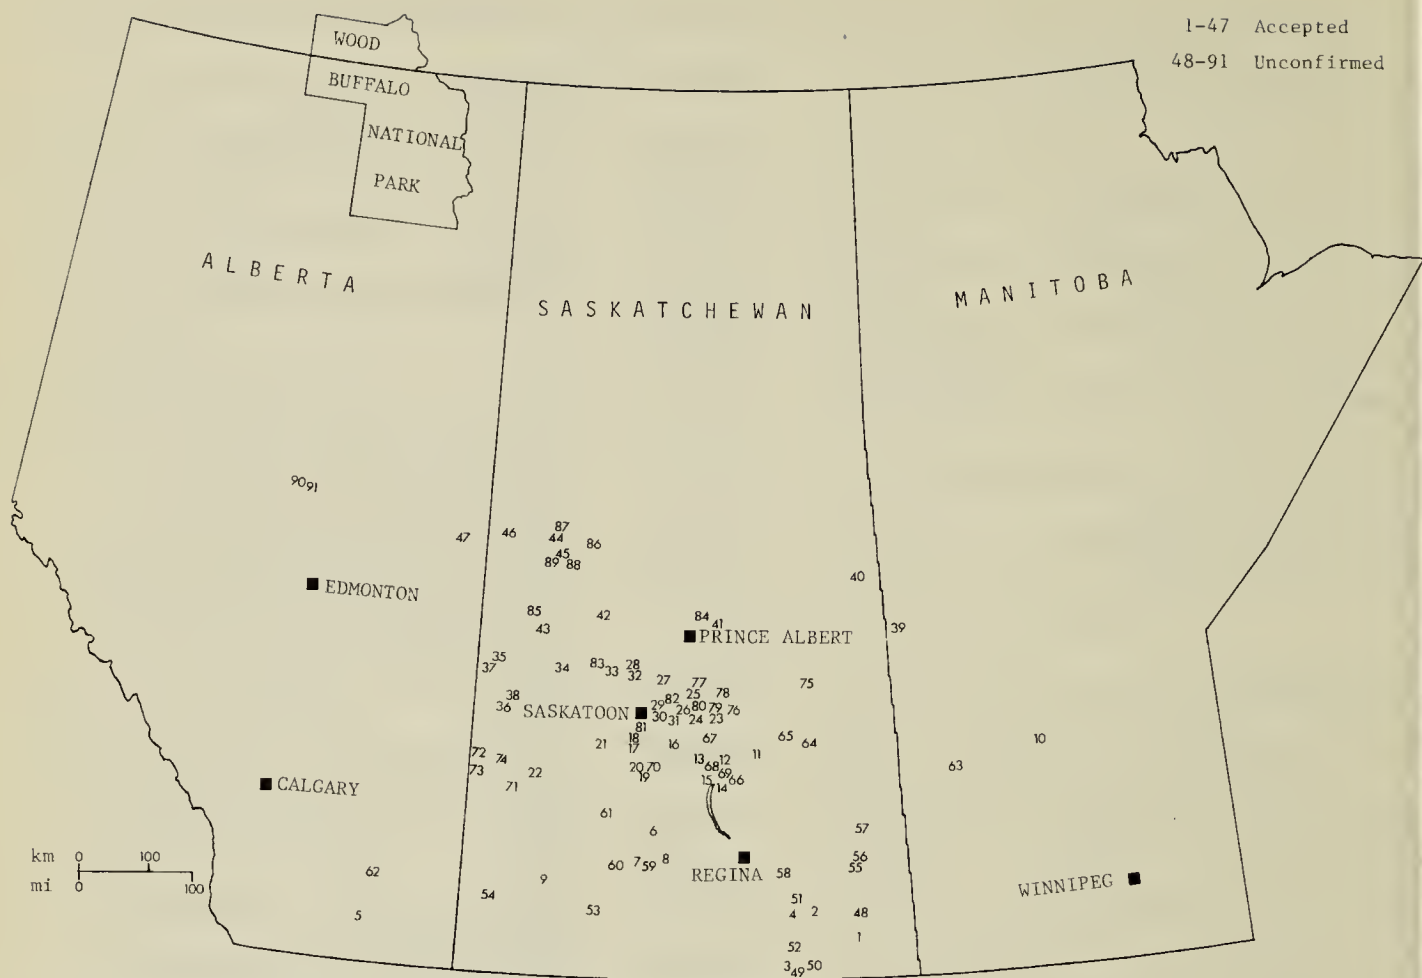 1-47 Accepted
48-91 Unconfirmed
WOOD
BUFFALO
NATIONAL
PARK
ALBERTA
SASKATCHEWAN
MANITOBA
90 91
87
47 46 44 86
45
89 88
40
EDMONTON
85 42 84 41
43 39
PRINCE ALBERT
35
37 34 83 33 28
32 27 77 75
38 25 78
36 29 82 26 80 79 76
SASKATOON 30 31 24 23
81
18 67 65
21 17 16 64 10
72 74 13 12 11
73 22 20 70 68 63
19 69
71 15 14 66
CALGARY
61
6 57
km 0 100
mi 0 100
62 60 7 59 8 56
55
REGINA 58
WINNIPEG
9
54 51
5 53 4 2 48
1
52
3 49 50